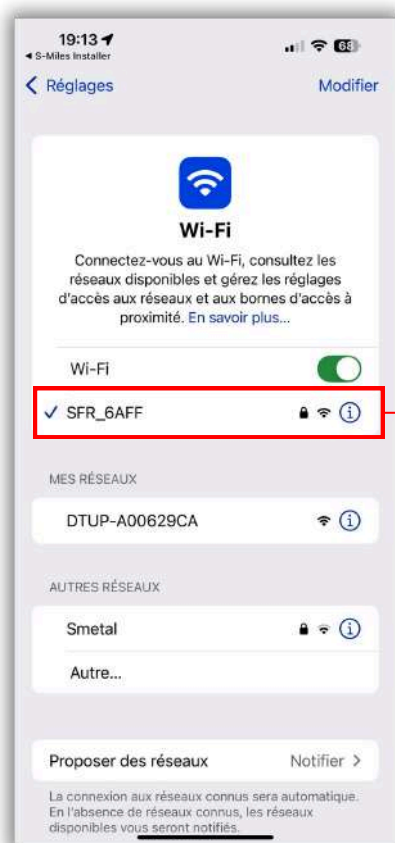 19:13
68
◀ S-Miles Installer
Réglages
Modifier
Wi-Fi
Connectez-vous au Wi-Fi, consultez les
réseaux disponibles et gérez les réglages
d'accès aux réseaux et aux bornes d'accès à
proximité. En savoir plus...
Wi-Fi
SFR_6AFF
MES RÉSEAUX
DTUP-A00629CA
AUTRES RÉSEAUX
Smetal
Autre...
Proposer des réseaux
Notifier >
La connexion aux réseaux connus sera automatique.
En l'absence de réseaux connus, les réseaux
disponibles vous seront notifiés.